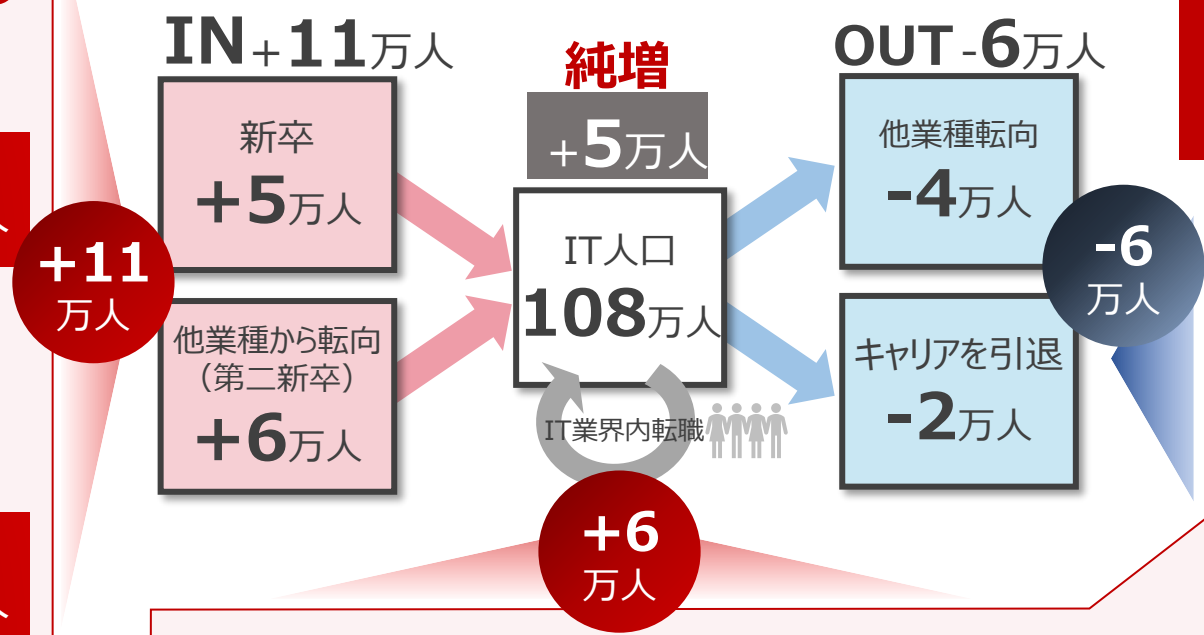 IN+11万人
純増
+5万人
OUT-6万人
新卒
+5万人
他業種から転向
（第二新卒）
+6万人
+11
万人
IT人口
108万人
IT業界内転職
+6
万人
他業種転向
-4万人
キャリアを引退
-2万人
-6
万人